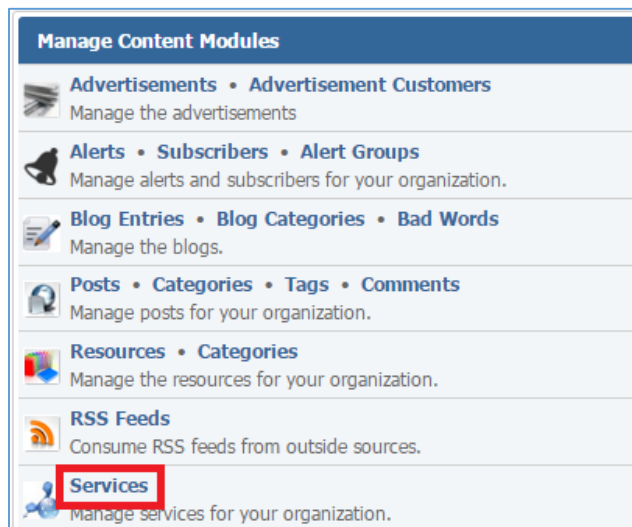 Manage Content Modules
Advertisements • Advertisement Customers
Manage the advertisements
Alerts • Subscribers • Alert Groups
Manage alerts and subscribers for your organization.
Blog Entries • Blog Categories • Bad Words
Manage the blogs.
Posts • Categories • Tags • Comments
Manage posts for your organization.
Resources • Categories
Manage the resources for your organization.
RSS Feeds
Consume RSS feeds from outside sources.
Services
Manage services for your organization.